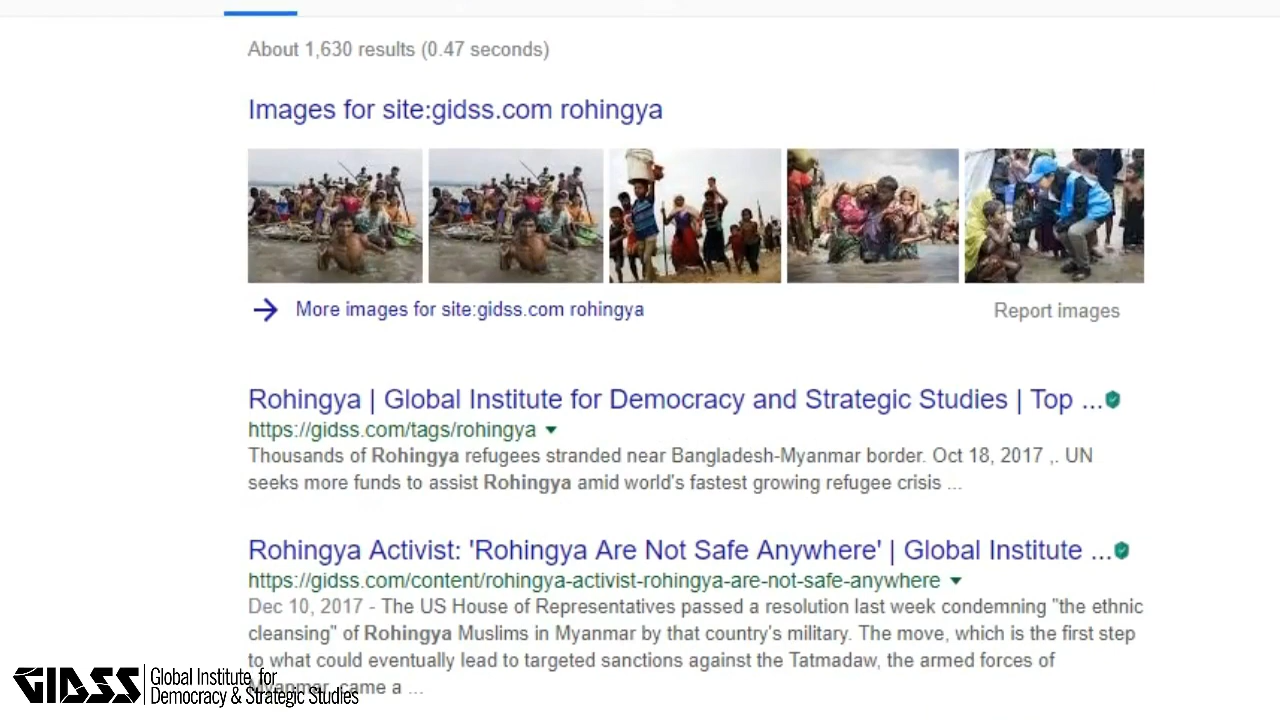 About 1,630 results (0.47 seconds)
Images for site:gidss.com rohingya
More images for site:gidss.com rohingya
Report images
Rohingya | Global Institute for Democracy and Strategic Studies | Top ...
https://gidss.com/tags/rohingya
Thousands of Rohingya refugees stranded near Bangladesh-Myanmar border. Oct 18, 2017 ,. UN
seeks more funds to assist Rohingya amid world's fastest growing refugee crisis ...
Rohingya Activist: 'Rohingya Are Not Safe Anywhere' | Global Institute ...
https://gidss.com/content/rohingya-activist-rohingya-are-not-safe-anywhere
Dec 10, 2017 - The US House of Representatives passed a resolution last week condemning "the ethnic
cleansing" of Rohingya Muslims in Myanmar by that country's military. The move, which is the first step
to what could eventually lead to targeted sanctions against the Tatmadaw, the armed forces of
Myanmar, came a ...
GIDSS
Global Institute for
Democracy & Strategic Studies